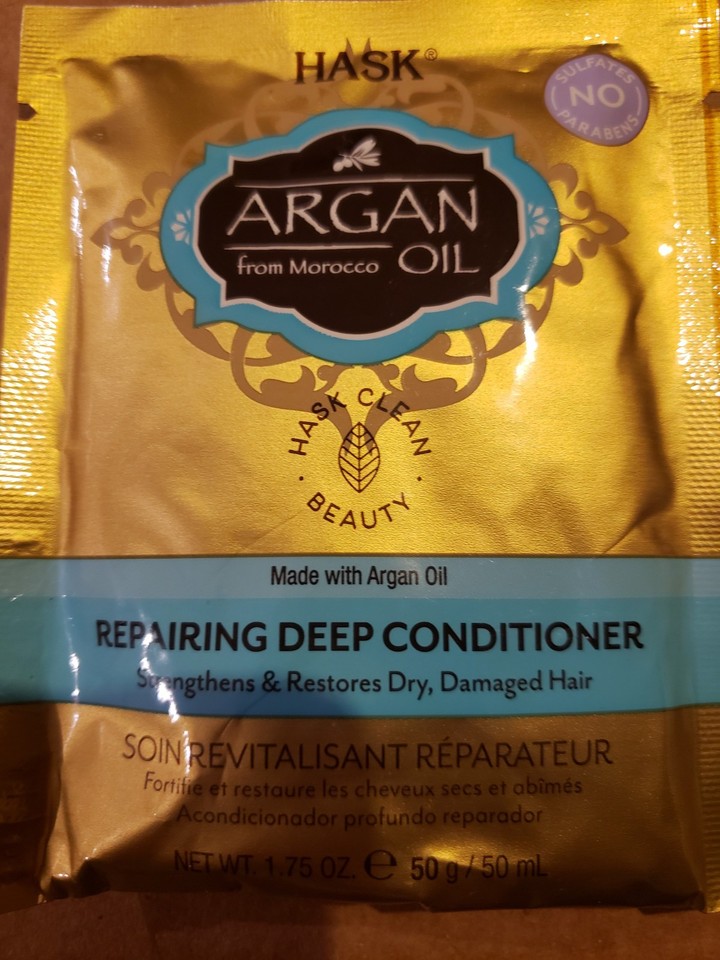 HASK®
SULFATES
NO
PARABENS
ARGAN
from Morocco OIL
HASK CLEAN
· BEAUTY ·
Made with Argan Oil
REPAIRING DEEP CONDITIONER
Strengthens & Restores Dry, Damaged Hair
SOIN REVITALISANT RÉPARATEUR
Fortifie et restaure les cheveux secs et abîmés
Acondicionador profundo reparador
NET WT. 1.75 OZ. ℮ 50 g / 50 mL